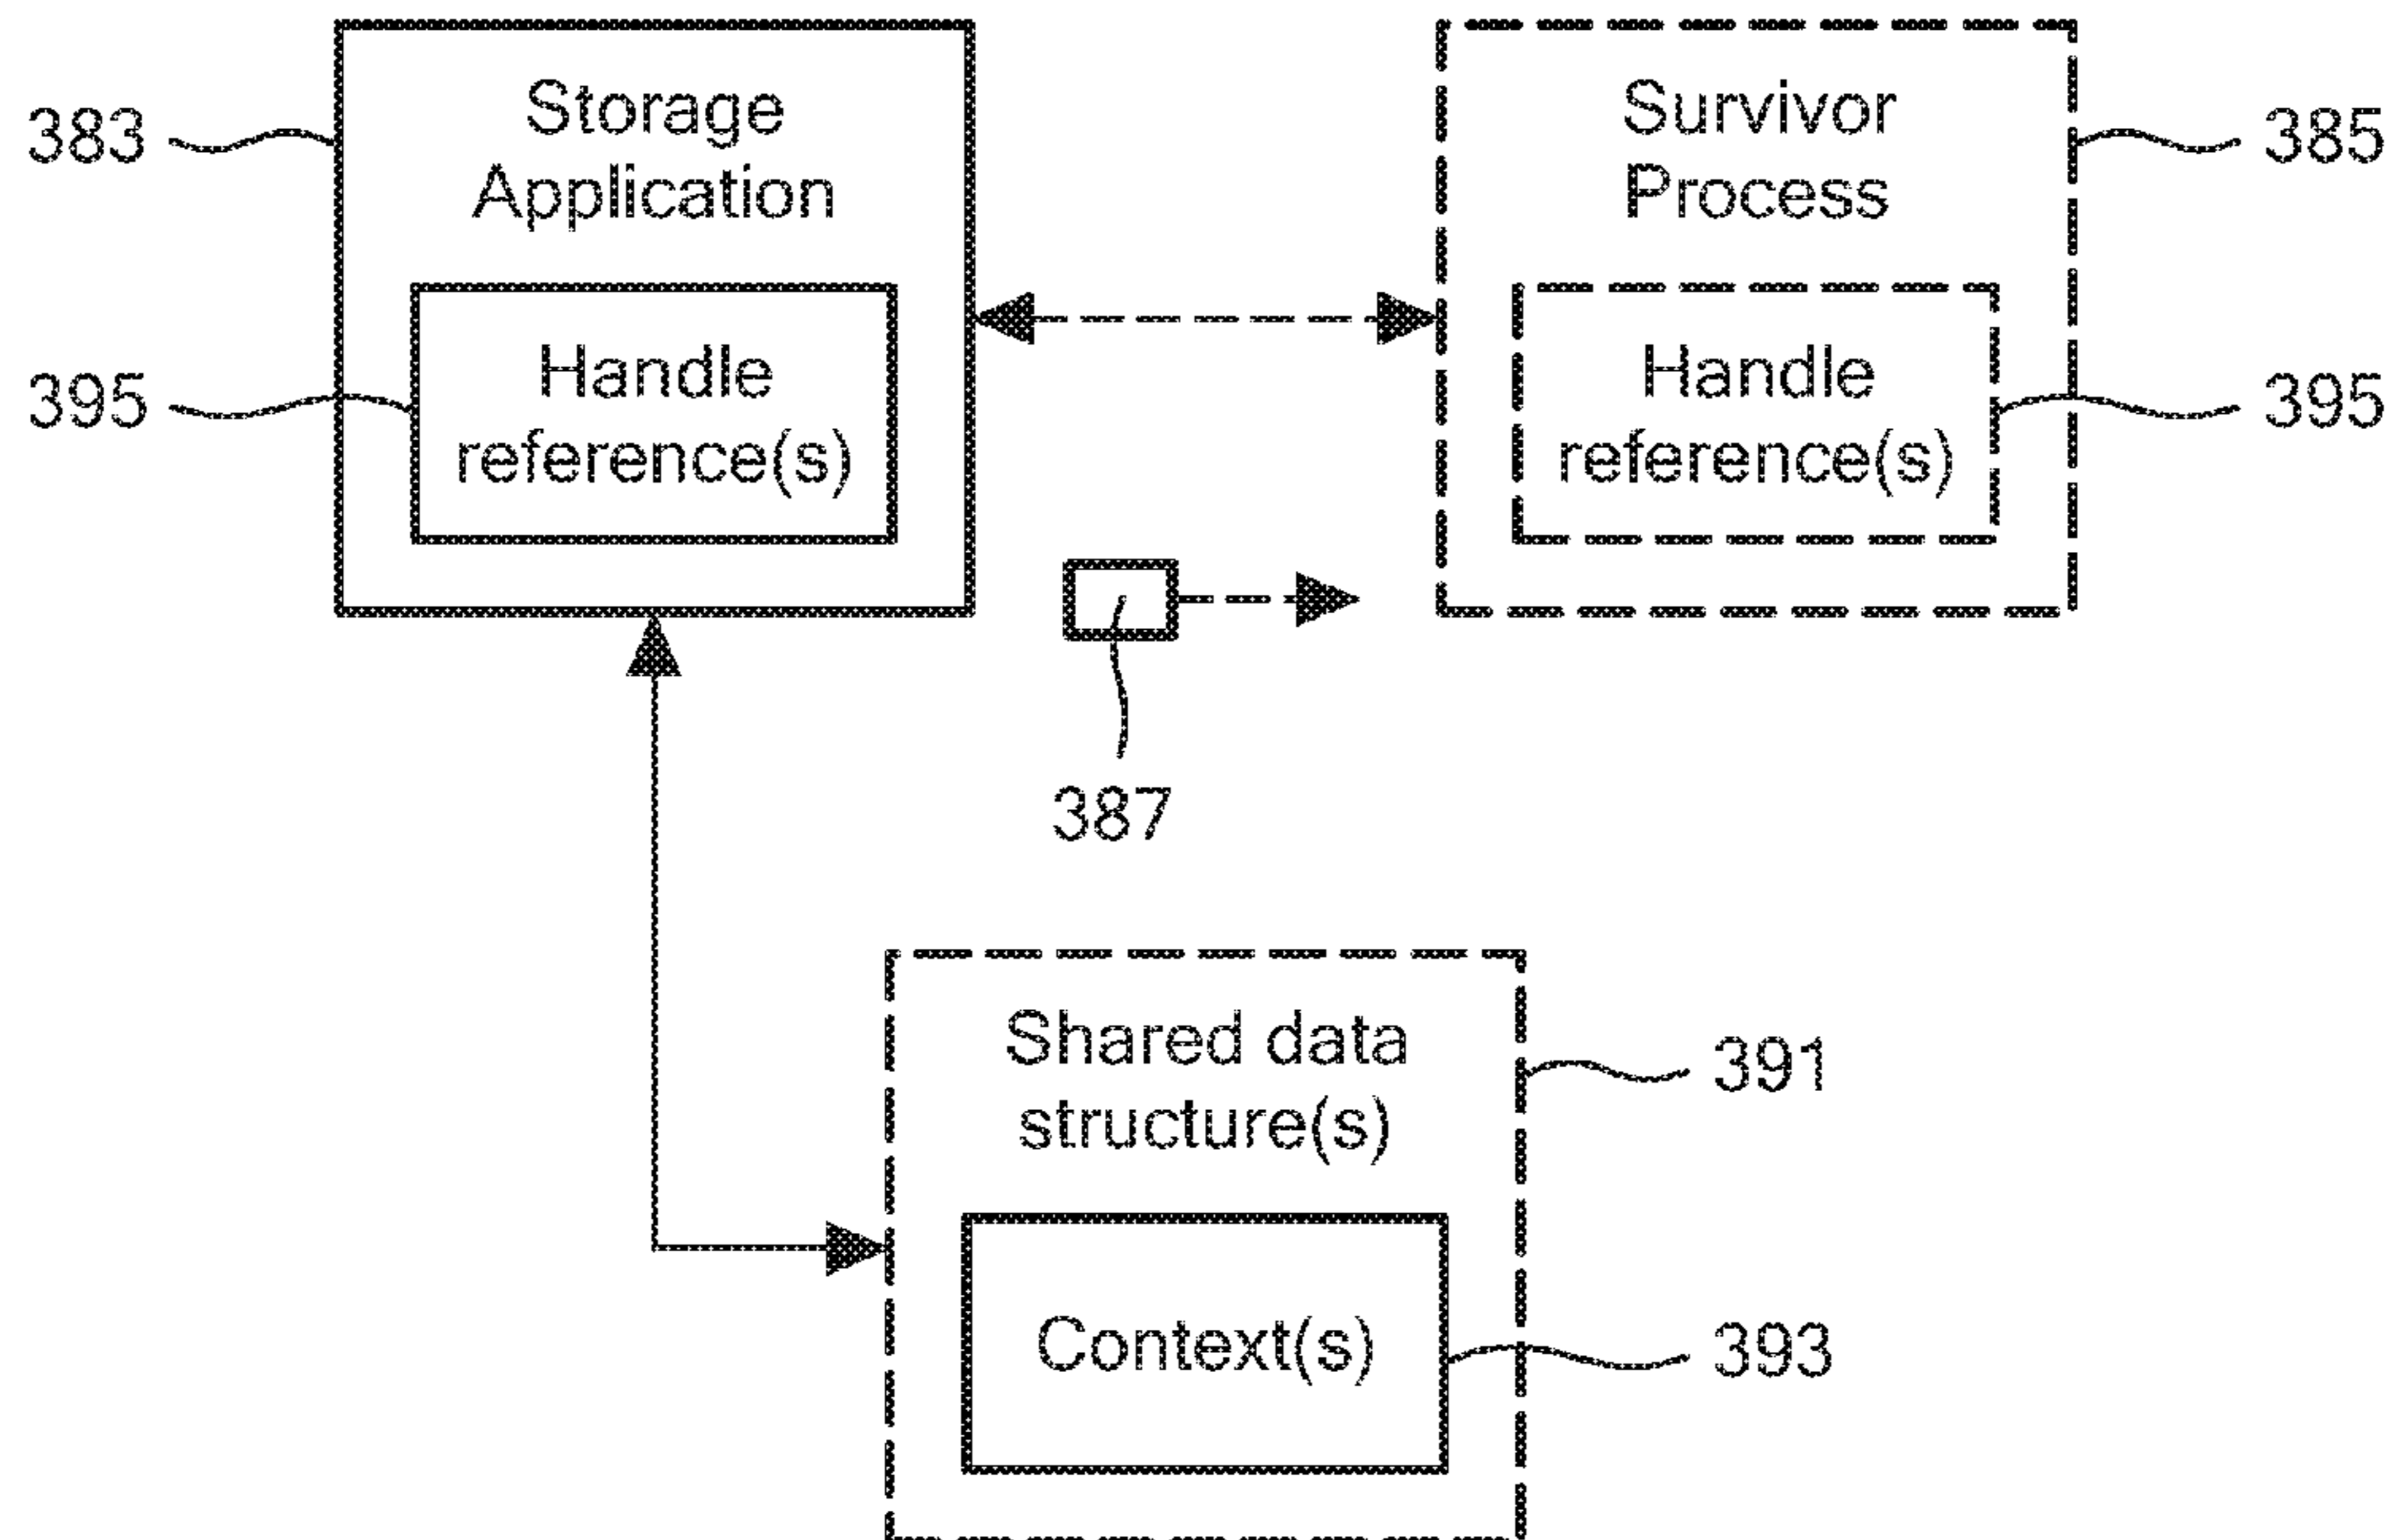 383
Storage
Application
395
Handle
reference(s)
Survivor
Process
385
Handle
reference(s)
395
387
Shared data
structure(s)
391
Context(s)
393